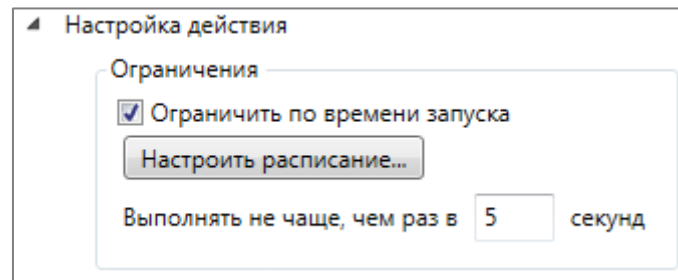 Настройка действия
Ограничения
Ограничить по времени запуска
Настроить расписание...
Выполнять не чаще, чем раз в 5 секунд